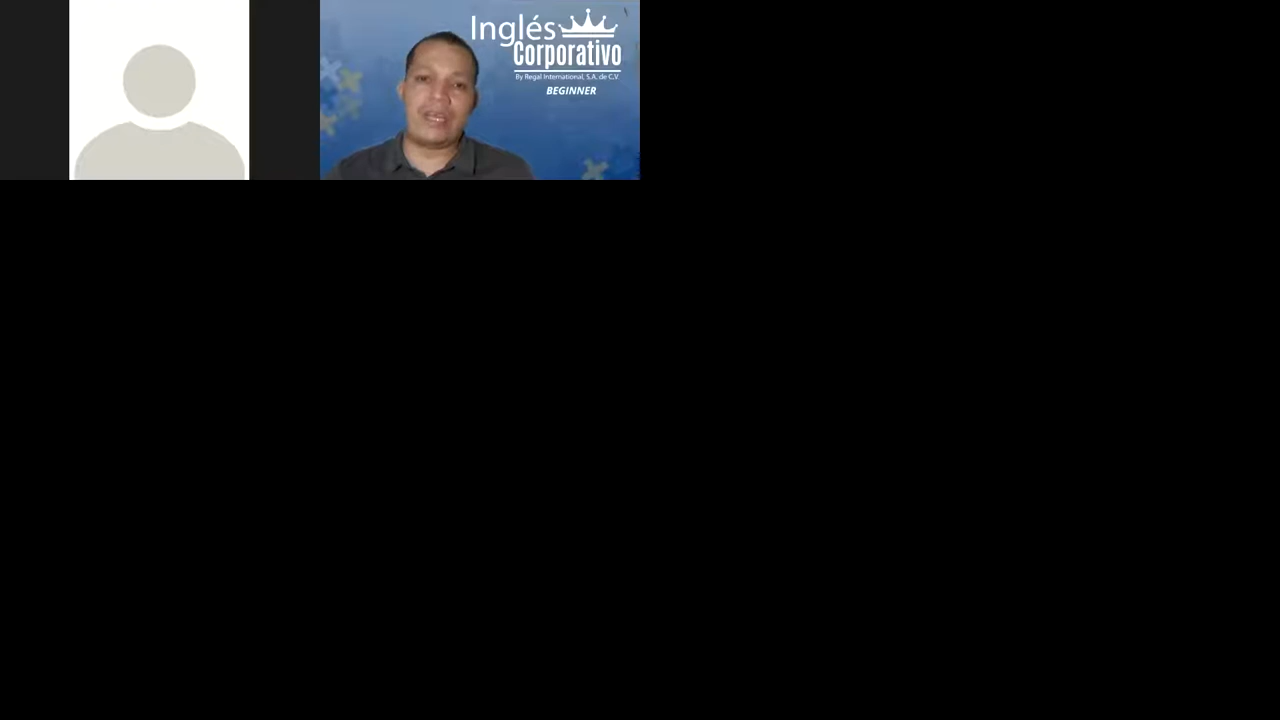 Inglés
Corporativo
By Regal International, S.A. de C.V.
BEGINNER